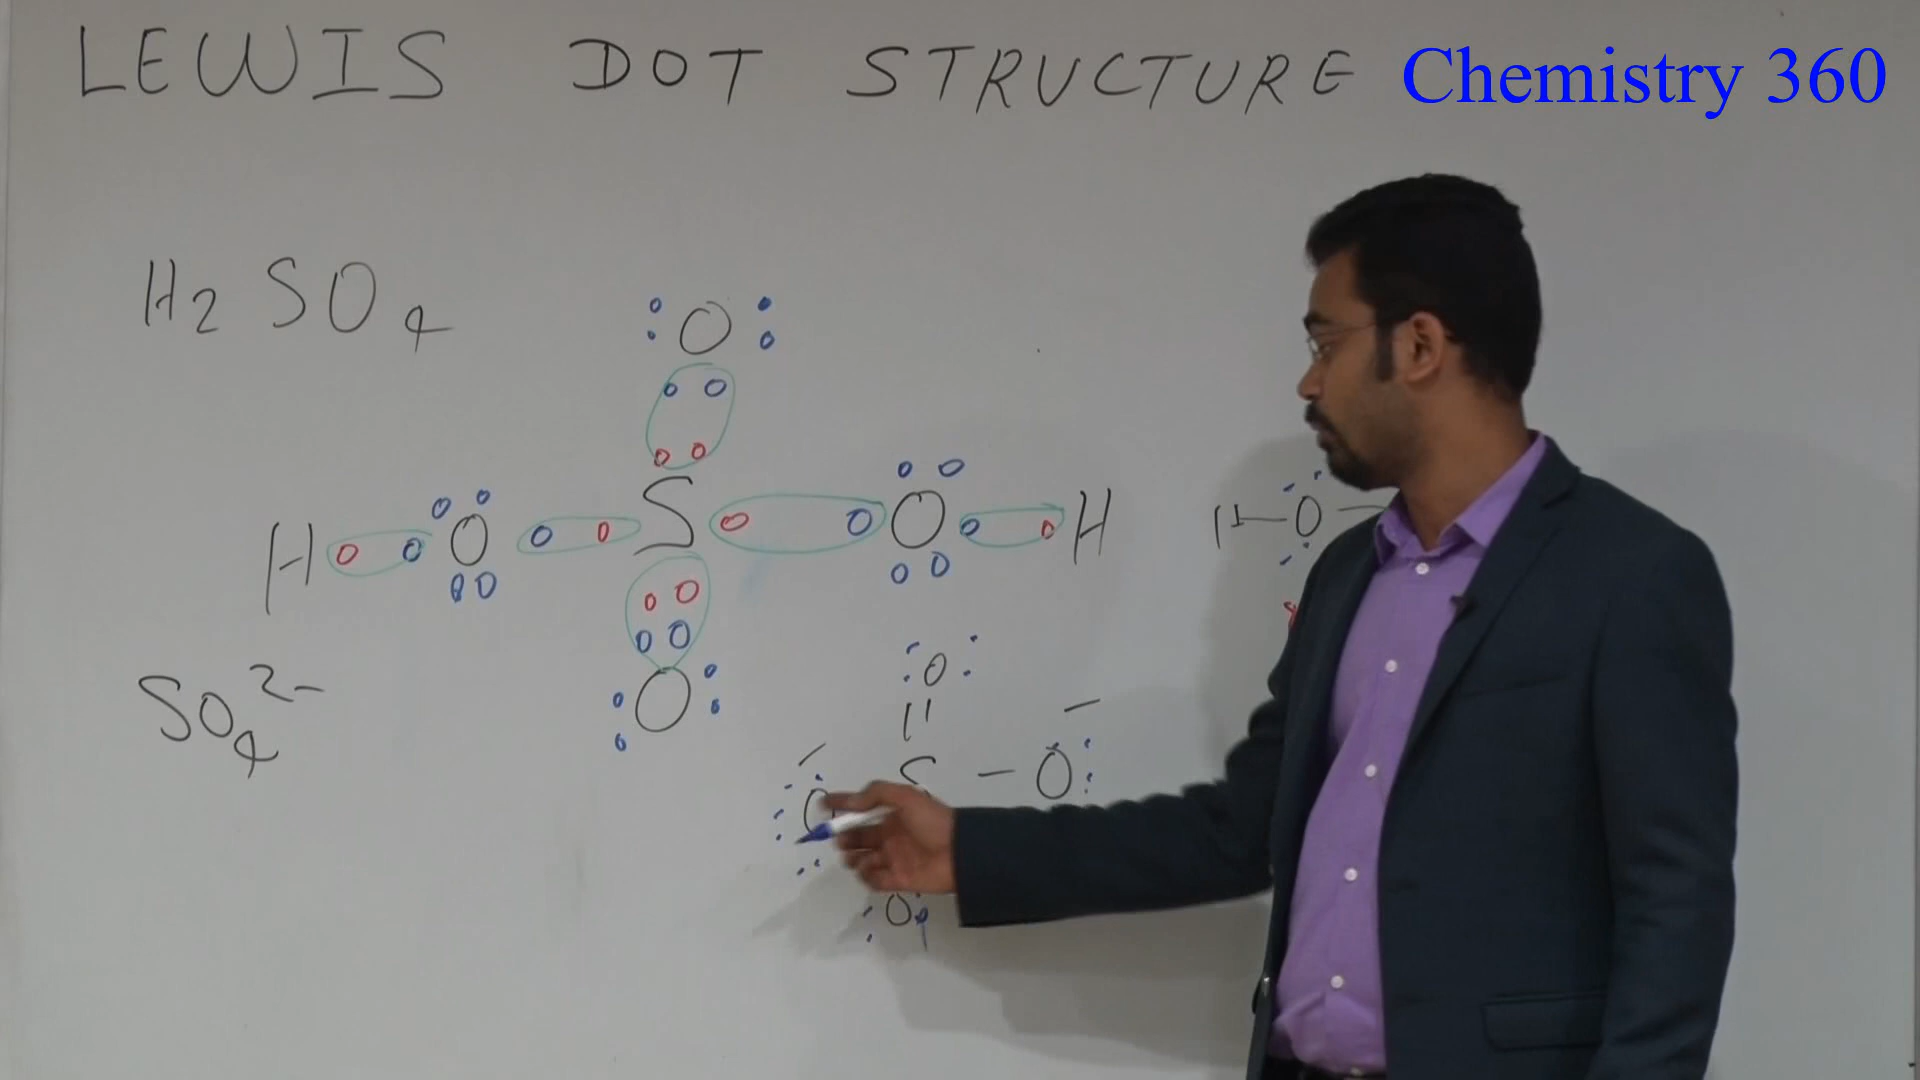 LEWIS DOT STRUCTURE Chemistry 360
H2SO4
O
H O S O H
O
SO4 2-
H-O-
O
||
O S - O
O